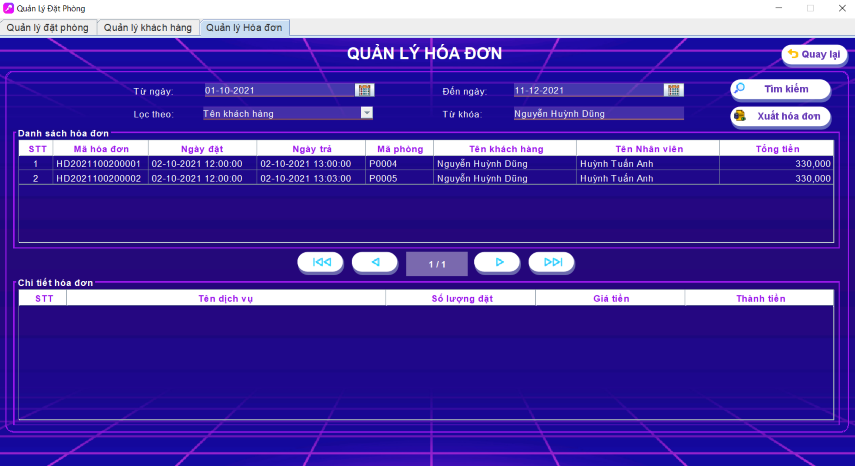 Quản Lý Đặt Phòng
Quản lý đặt phòng Quản lý khách hàng Quản lý Hóa đơn
QUẢN LÝ HÓA ĐƠN
Quay lại
Từ ngày: 01-10-2021 Đến ngày: 11-12-2021 Tìm kiếm
Lọc theo: Tên khách hàng Từ khóa: Nguyễn Huỳnh Dũng Xuất hóa đơn
Danh sách hóa đơn
STT Mã hóa đơn Ngày đặt Ngày trả Mã phòng Tên khách hàng Tên Nhân viên Tổng tiền
1 HD2021100200001 02-10-2021 12:00:00 02-10-2021 13:00:00 P0004 Nguyễn Huỳnh Dũng Huỳnh Tuấn Anh 330,000
2 HD2021100200002 02-10-2021 12:00:00 02-10-2021 13:03:00 P0005 Nguyễn Huỳnh Dũng Huỳnh Tuấn Anh 330,000
1 / 1
Chi tiết hóa đơn
STT Tên dịch vụ Số lượng đặt Giá tiền Thành tiền